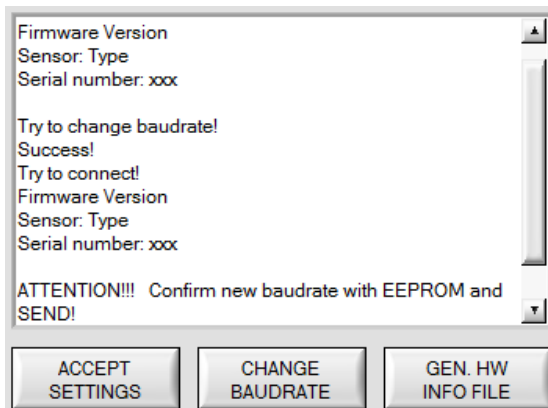 Firmware Version
Sensor: Type
Serial number: xxx
Try to change baudrate!
Success!
Try to connect!
Firmware Version
Sensor: Type
Serial number: xxx
ATTENTION!!!   Confirm new baudrate with EEPROM and
SEND!
ACCEPT
SETTINGS
CHANGE
BAUDRATE
GEN. HW
INFO FILE